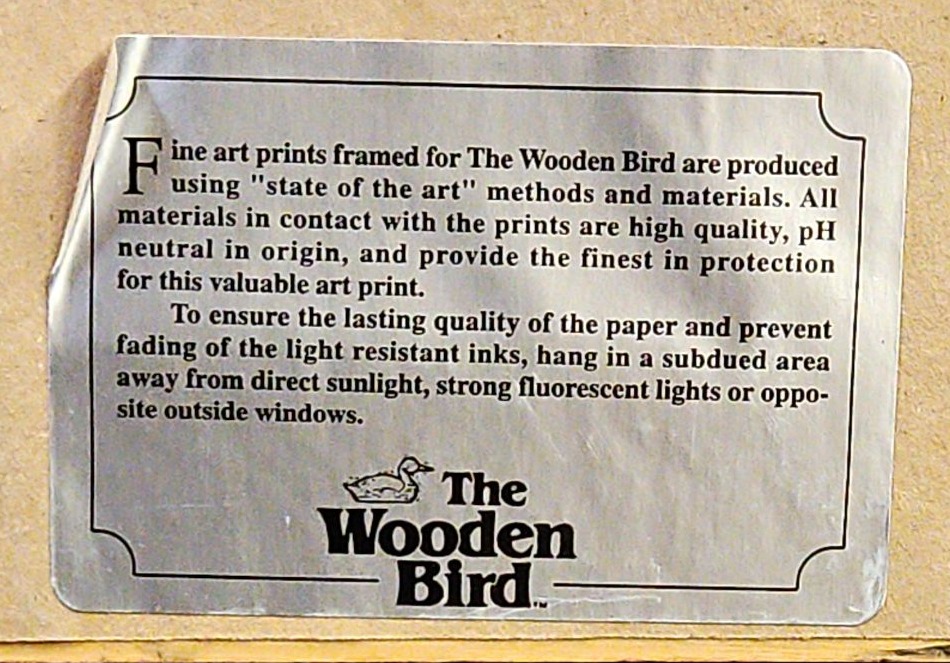 Fine art prints framed for The Wooden Bird are produced
using "state of the art" methods and materials. All
materials in contact with the prints are high quality, pH
neutral in origin, and provide the finest in protection
for this valuable art print.
To ensure the lasting quality of the paper and prevent
fading of the light resistant inks, hang in a subdued area
away from direct sunlight, strong fluorescent lights or oppo-
site outside windows.
The
Wooden
Bird™